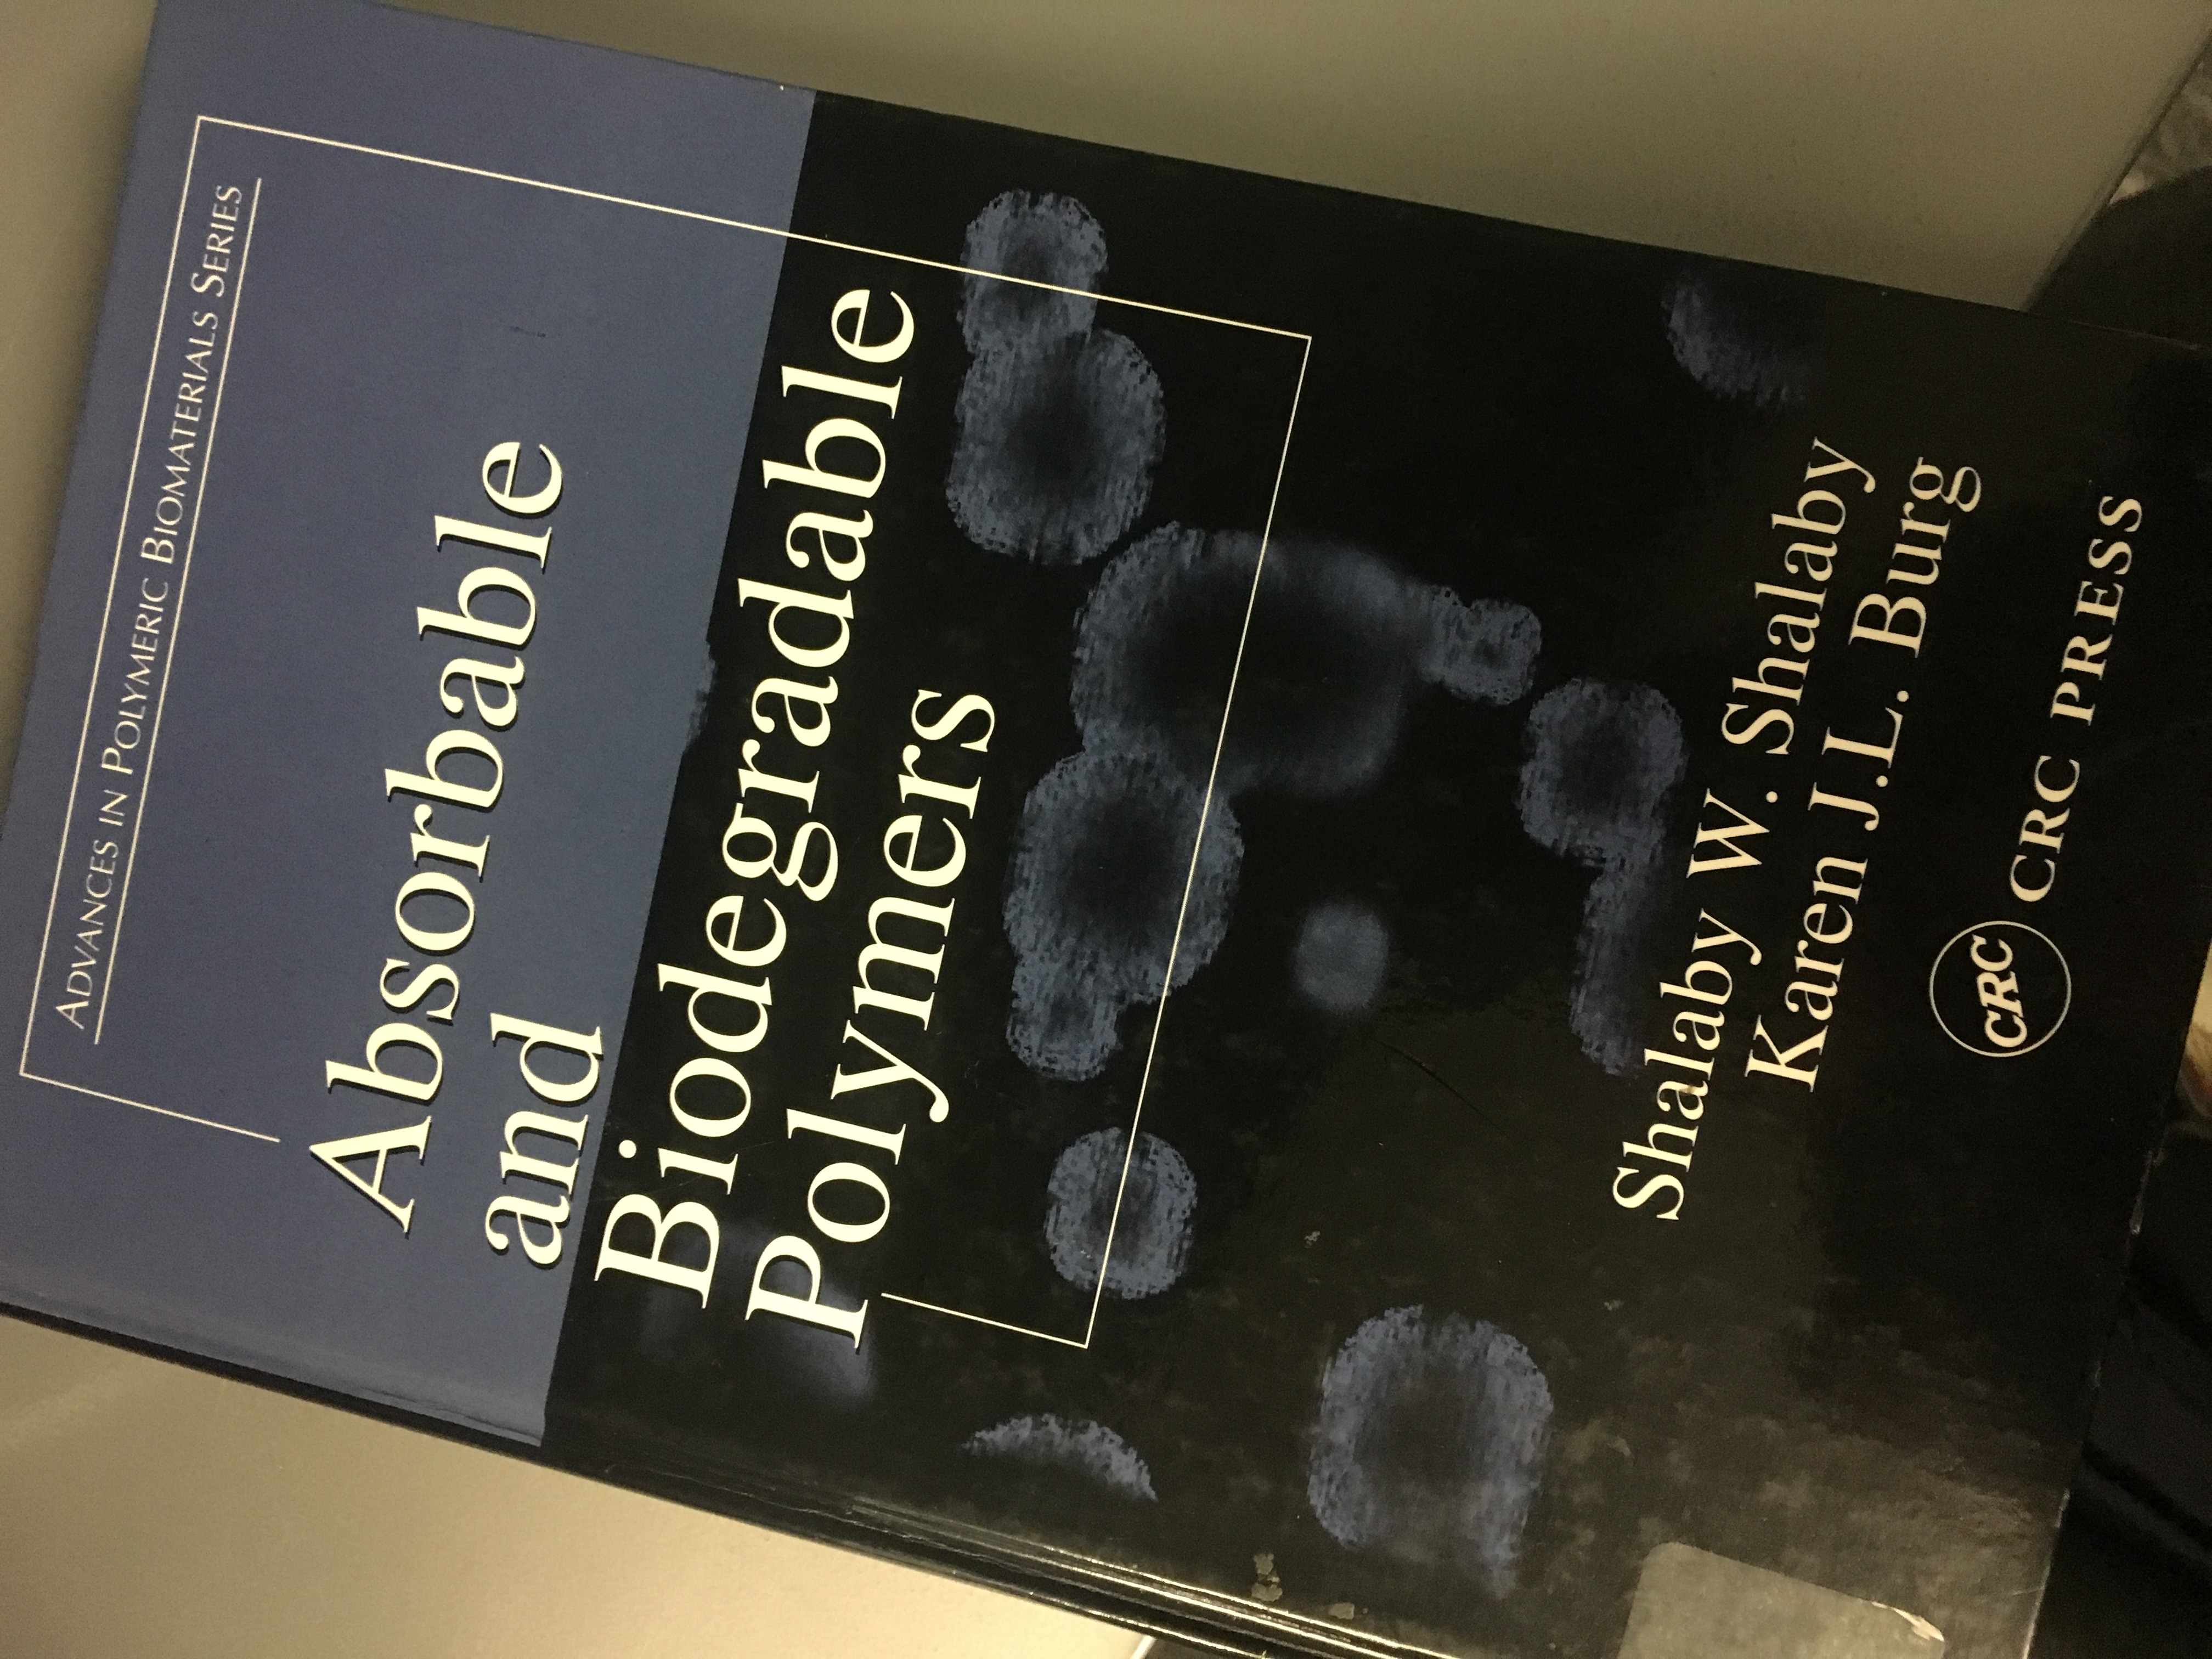 ADVANCES IN POLYMERIC BIOMATERIALS SERIES
Absorbable
and
Biodegradable
Polymers
Shalaby W. Shalaby
Karen J.L. Burg
CRC CRC PRESS